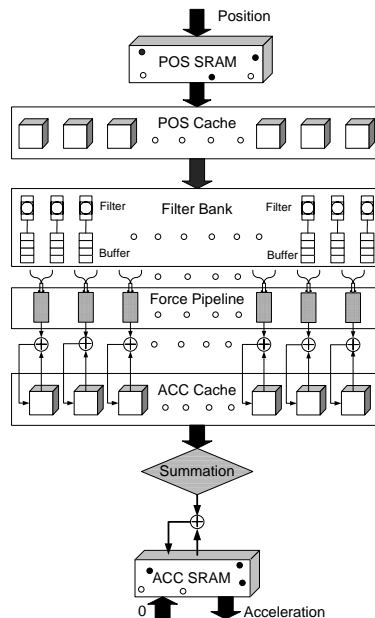 Position
POS SRAM
POS Cache
Filter Filter Bank Filter
Buffer Buffer
Force Pipeline
ACC Cache
Summation
ACC SRAM
0 Acceleration